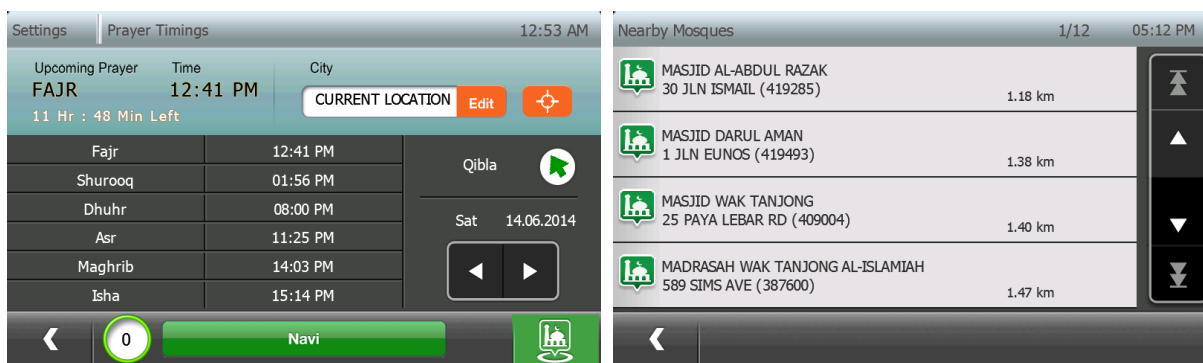 Settings Prayer Timings 12:53 AM
Upcoming Prayer Time City
FAJR 12:41 PM CURRENT LOCATION Edit
11 Hr : 48 Min Left
Fajr 12:41 PM
Shurooq 01:56 PM
Dhuhr 08:00 PM
Asr 11:25 PM
Maghrib 14:03 PM
Isha 15:14 PM
Qibla
Sat 14.06.2014
0 Navi
Nearby Mosques 1/12 05:12 PM
MASJID AL-ABDUL RAZAK
30 JLN ISMAIL (419285) 1.18 km
MASJID DARUL AMAN
1 JLN EUNOS (419493) 1.38 km
MASJID WAK TANJONG
25 PAYA LEBAR RD (409004) 1.40 km
MADRASAH WAK TANJONG AL-ISLAMIAH
589 SIMS AVE (387600) 1.47 km